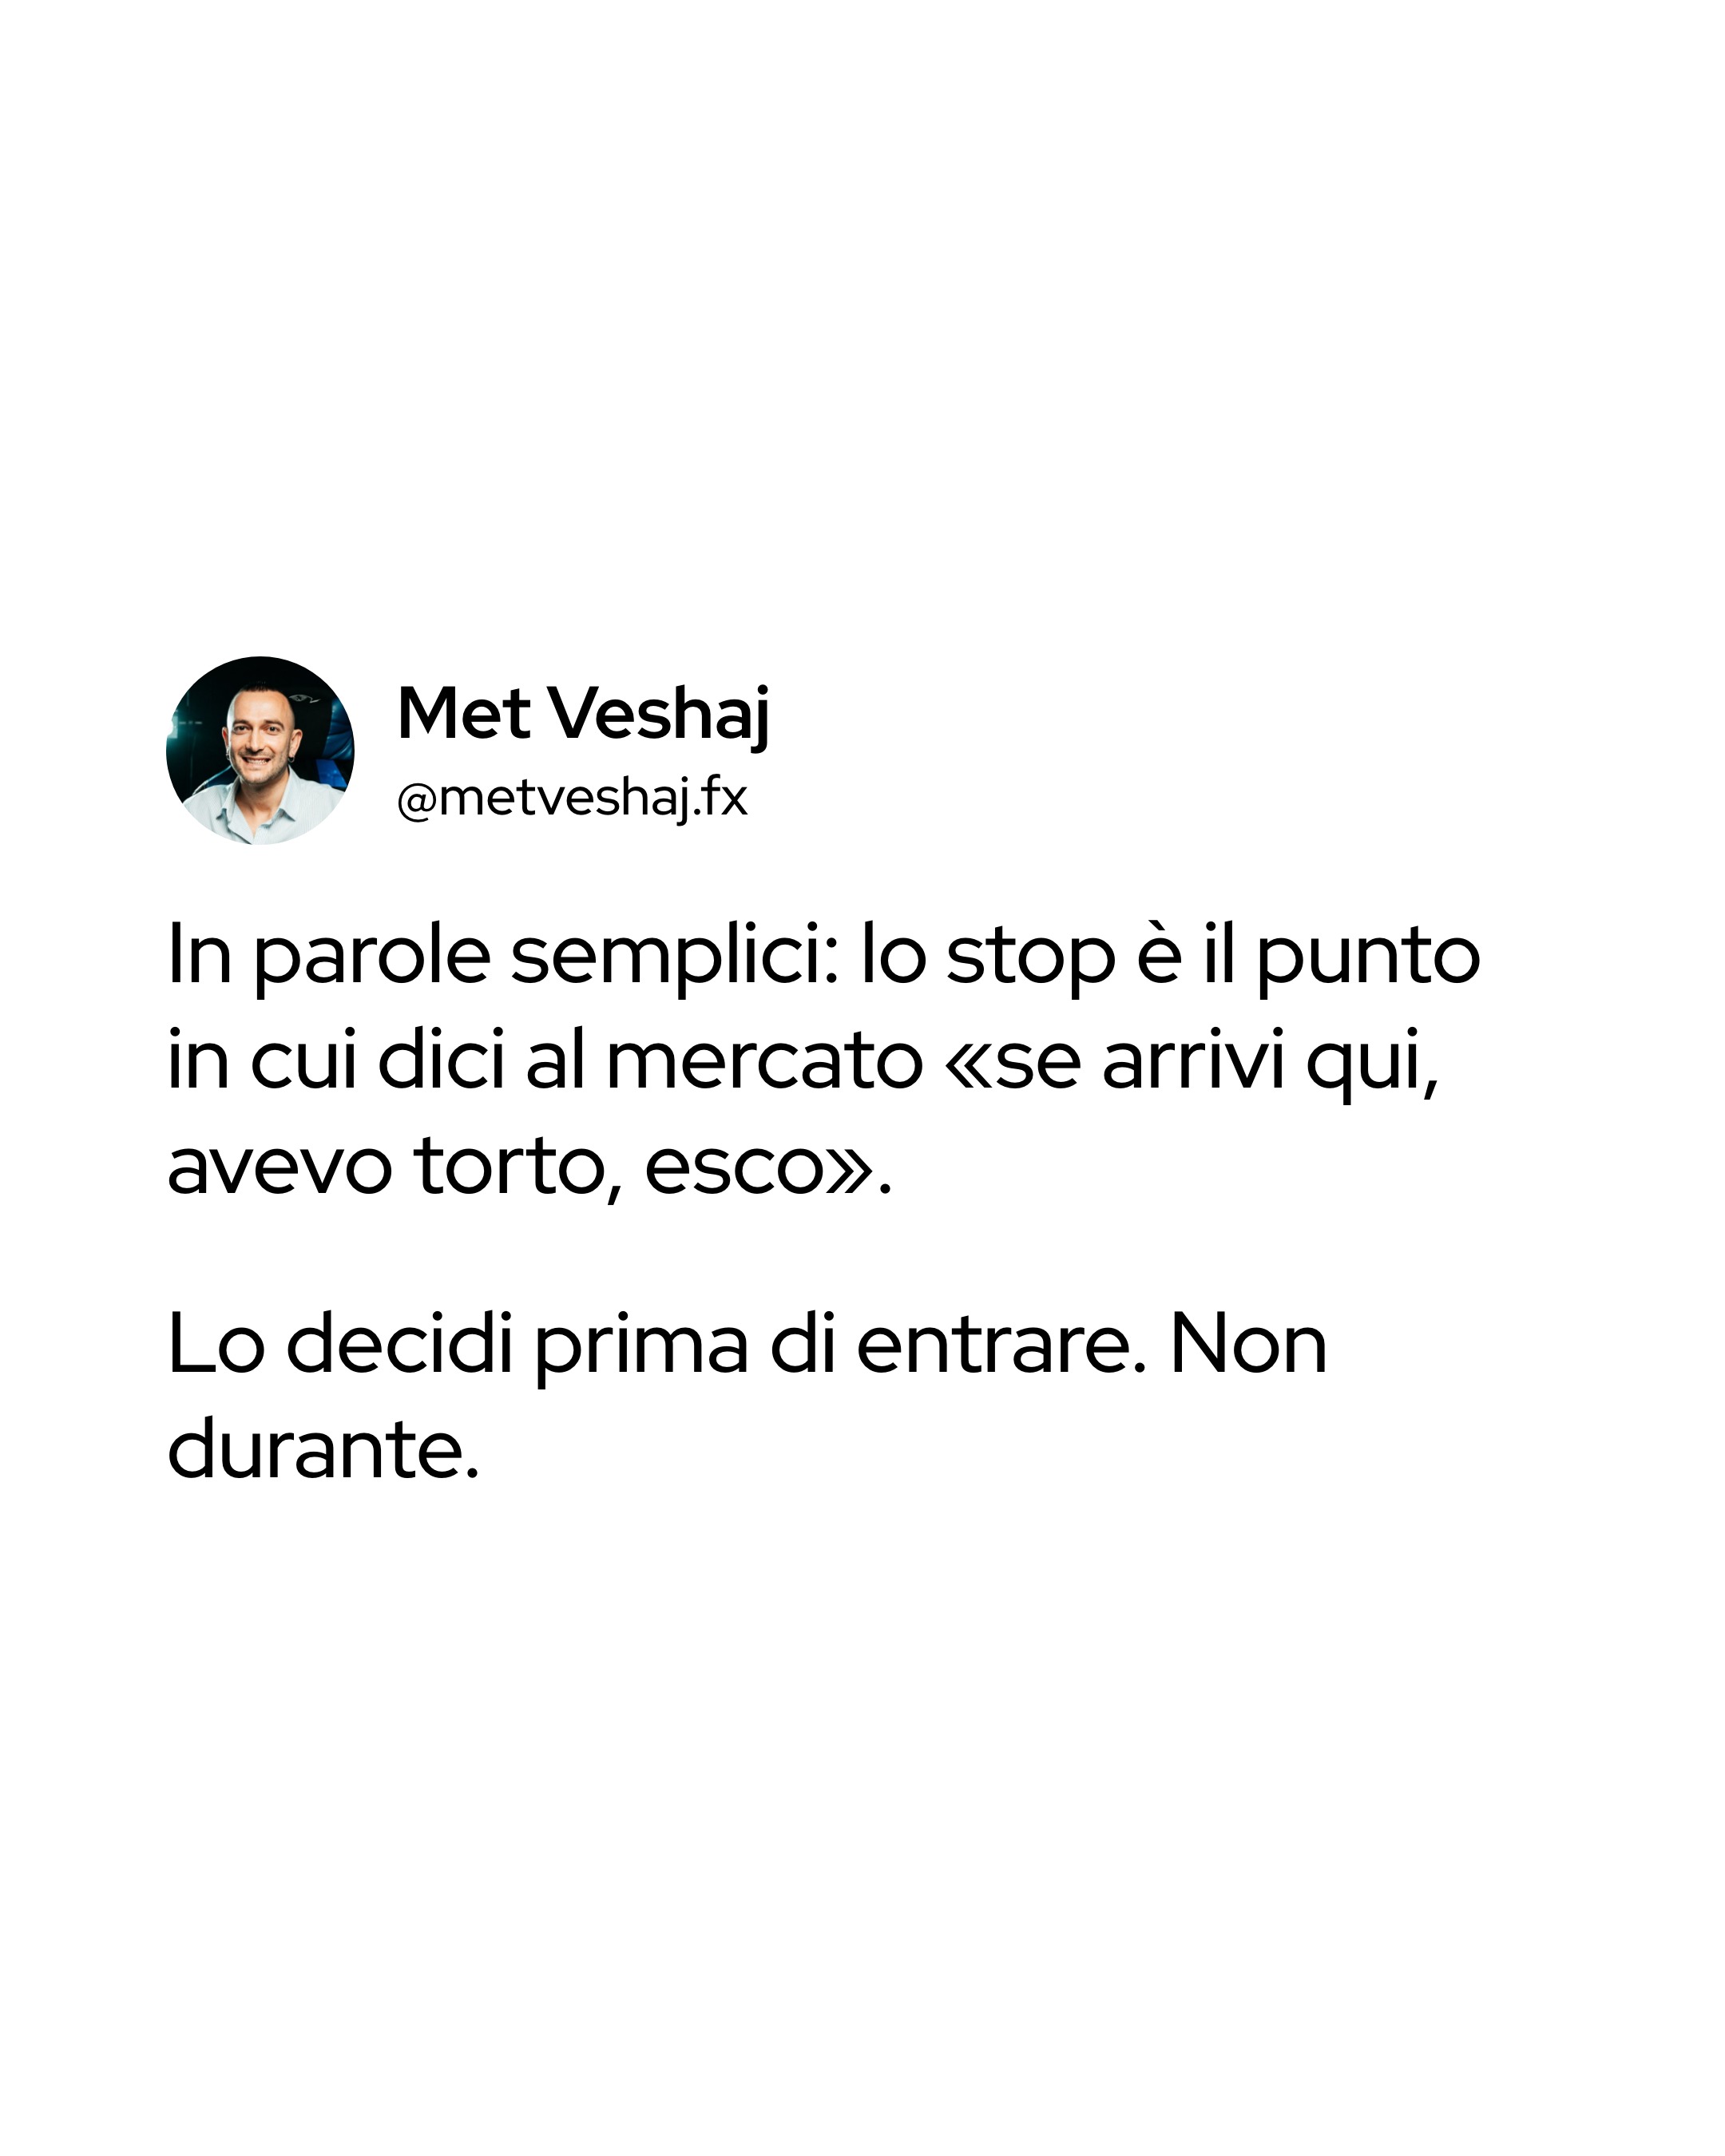 Met Veshaj
@metveshaj.fx
In parole semplici: lo stop è il punto
in cui dici al mercato «se arrivi qui,
avevo torto, esco».
Lo decidi prima di entrare. Non
durante.